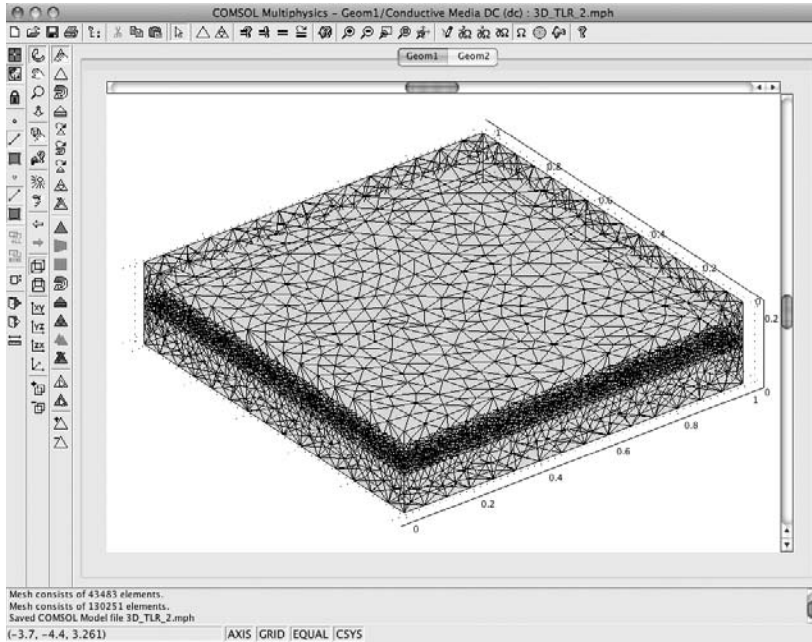 COMSOL Multiphysics - Geom1/Conductive Media DC (dc) : 3D_TLR_2.mph
Geom1 Geom2
1
0.8
0.6
0.4
0.2
0
0.2
0
1
0.8
0.6
0.4
0.2
0
Mesh consists of 43483 elements.
Mesh consists of 130251 elements.
Saved COMSOL Model file 3D_TLR_2.mph
(-3.7, -4.4, 3.261) AXIS GRID EQUAL CSYS